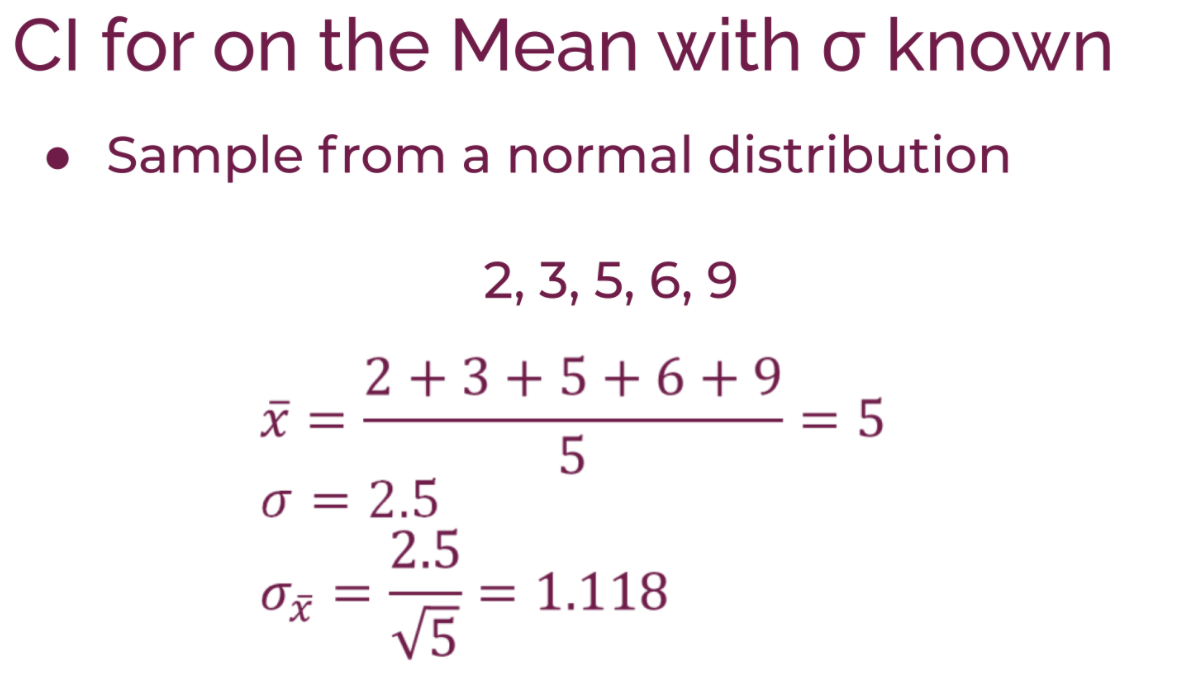 CI for on the Mean with σ known
• Sample from a normal distribution
2, 3, 5, 6, 9
x̄ = (2 + 3 + 5 + 6 + 9) / 5 = 5
σ = 2.5
σx̄ = 2.5 / √5 = 1.118